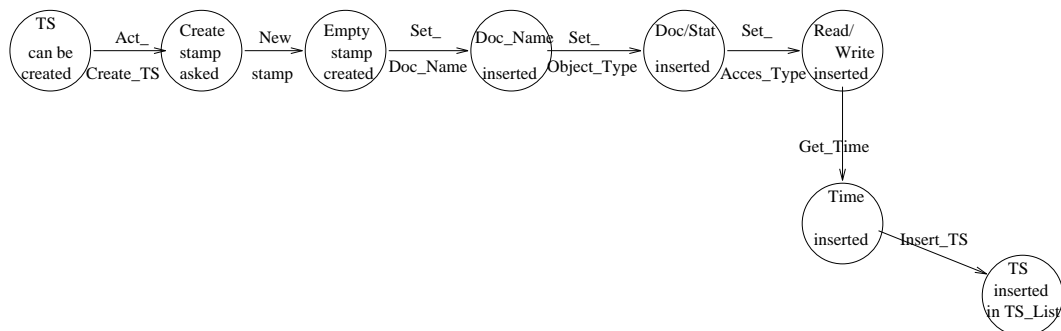 TS
can be
created
Act_
Create_TS
Create
stamp
asked
New
stamp
Empty
stamp
created
Set_
Doc_Name
Doc_Name
inserted
Set_
Object_Type
Doc/Stat
inserted
Set_
Acces_Type
Read/
Write
inserted
Get_Time
Time
inserted
Insert_TS
TS
inserted
in TS_List